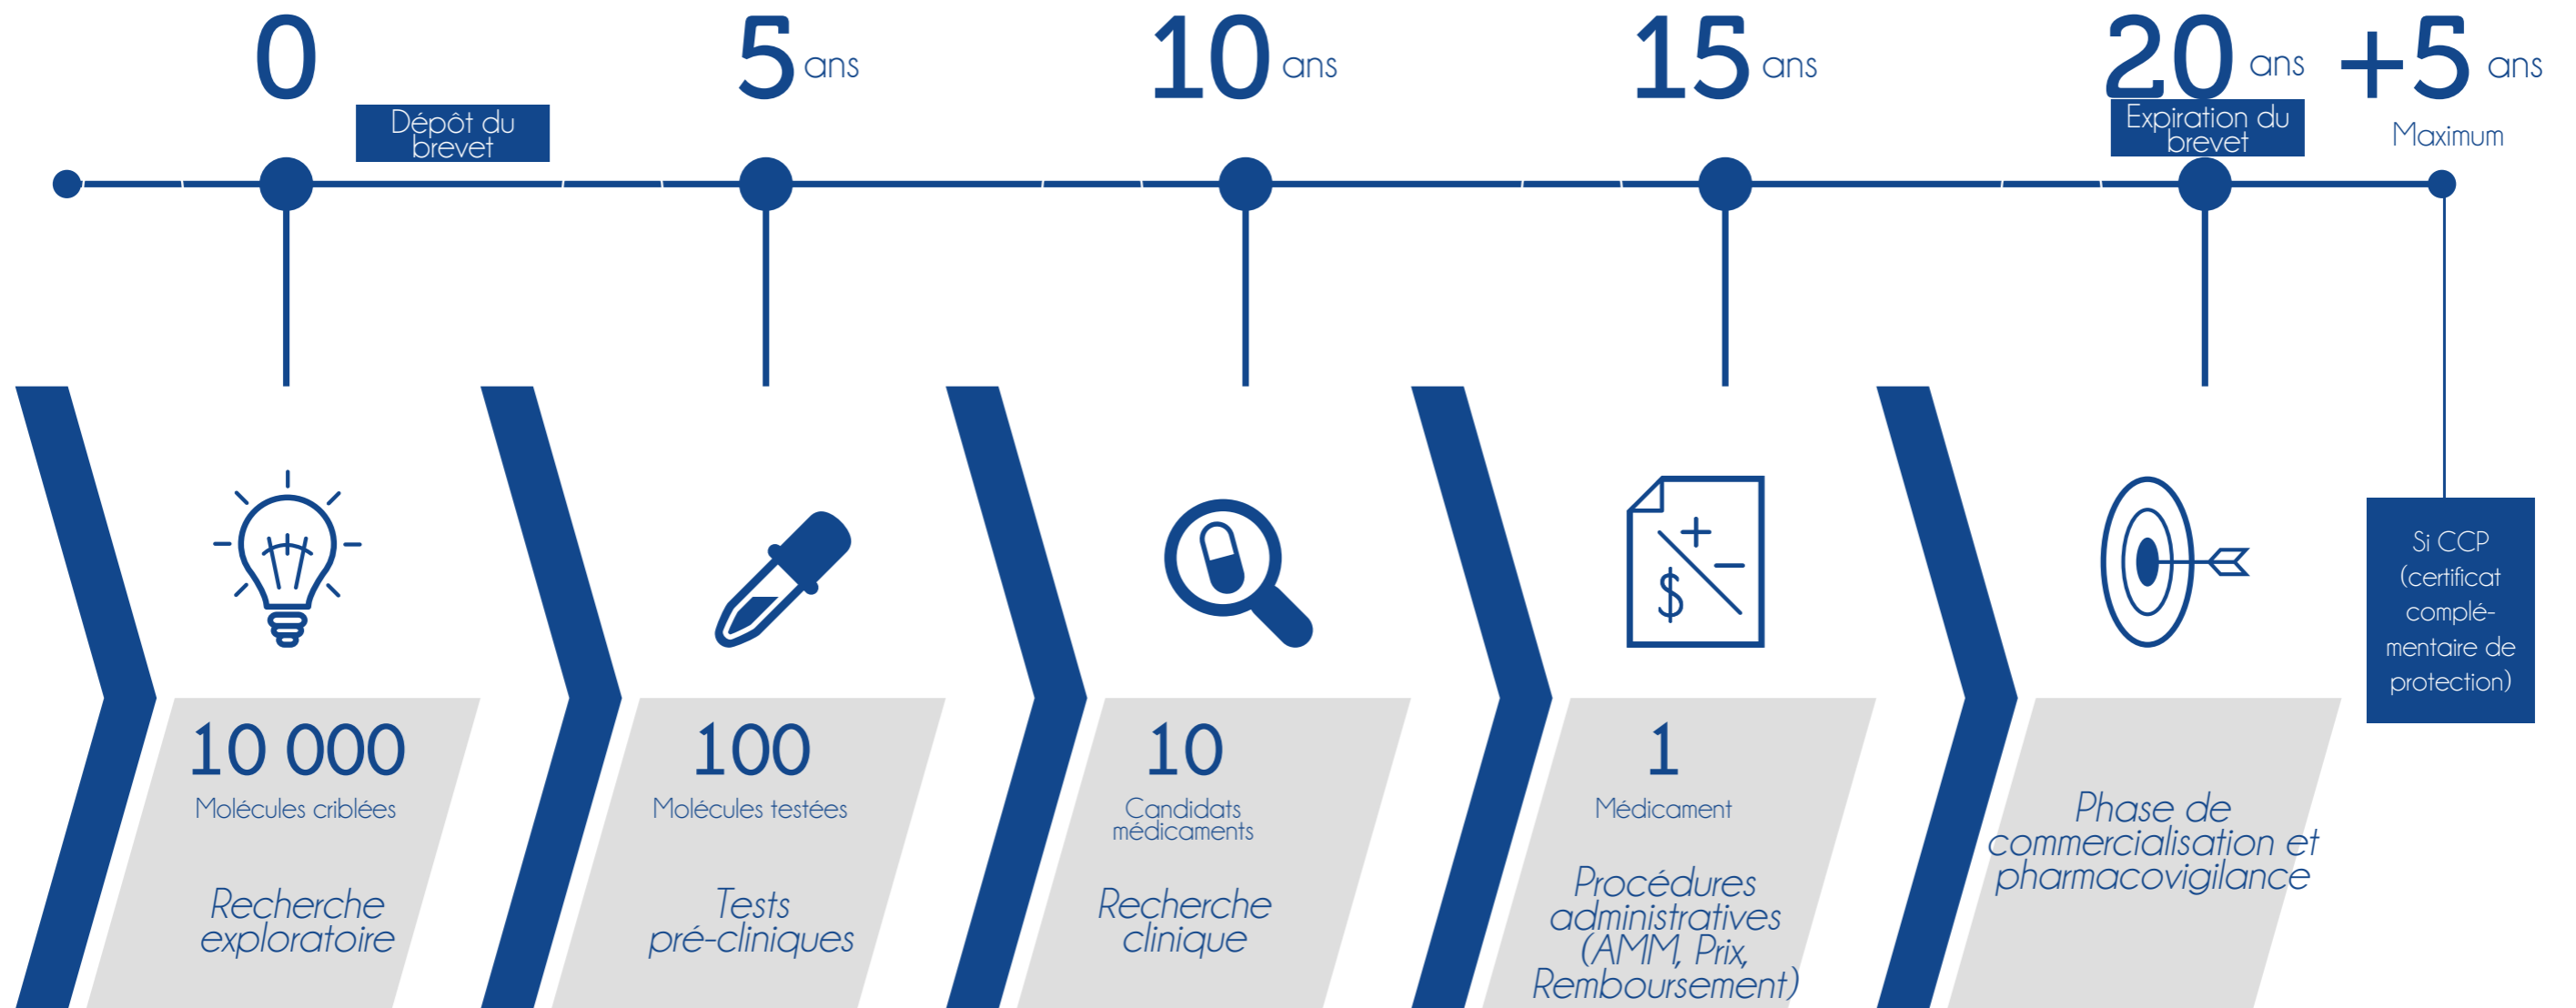 0
5 ans
10 ans
15 ans
20 ans
+5 ans
Dépôt du
brevet
Expiration du
brevet
Maximum
$
Si CCP
(certificat
complé-
mentaire de
protection)
10 000
Molécules criblées
Recherche
exploratoire
100
Molécules testées
Tests
pré-cliniques
10
Candidats
médicaments
Recherche
clinique
1
Médicament
Procédures
administratives
(AMM, Prix,
Remboursement)
Phase de
commercialisation et
pharmacovigilance